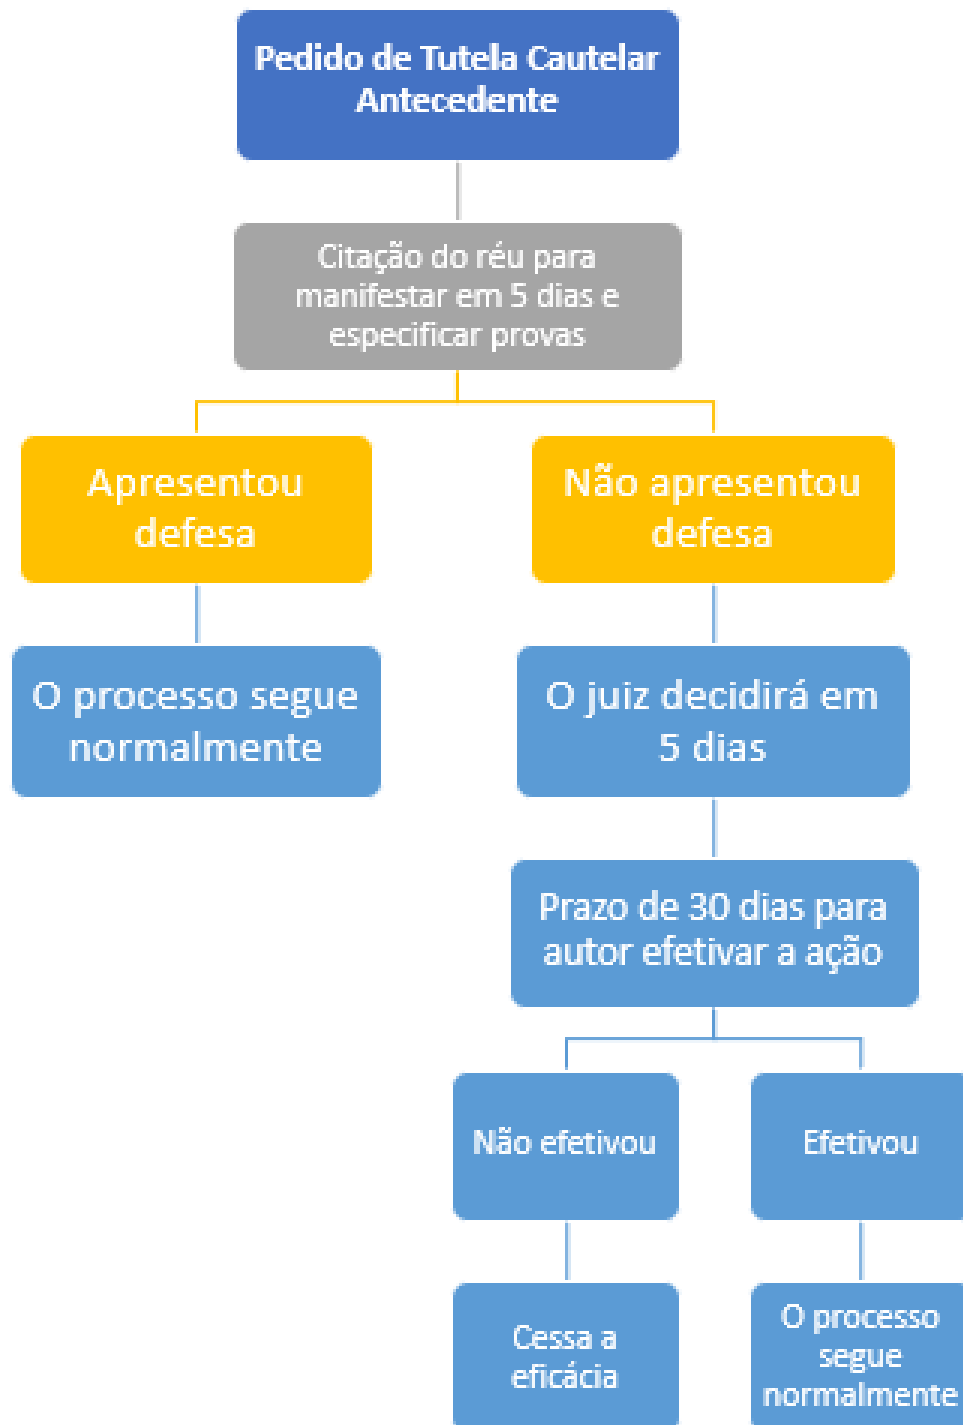 Pedido de Tutela Cautelar
Antecedente
Citação do réu para
manifestar em 5 dias e
especificar provas
Apresentou
defesa
Não apresentou
defesa
O processo segue
normalmente
O juiz decidirá em
5 dias
Prazo de 30 dias para
autor efetivar a ação
Não efetivou
Efetivou
Cessa a
eficácia
O processo
segue
normalmente